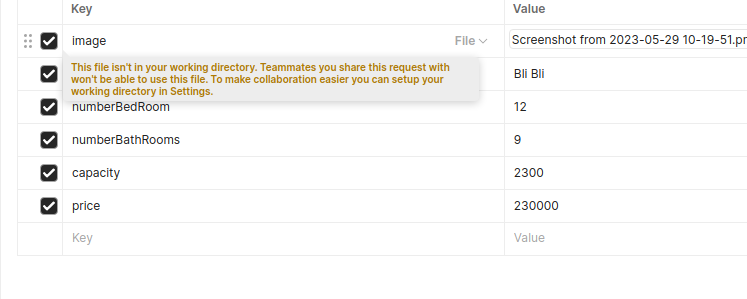 Key Value
image File Screenshot from 2023-05-29 10-19-51.pr
This file isn't in your working directory. Teammates you share this request with
won't be able to use this file. To make collaboration easier you can setup your
working directory in Settings.
Bli Bli
numberBedRoom 12
numberBathRooms 9
capacity 2300
price 230000
Key Value